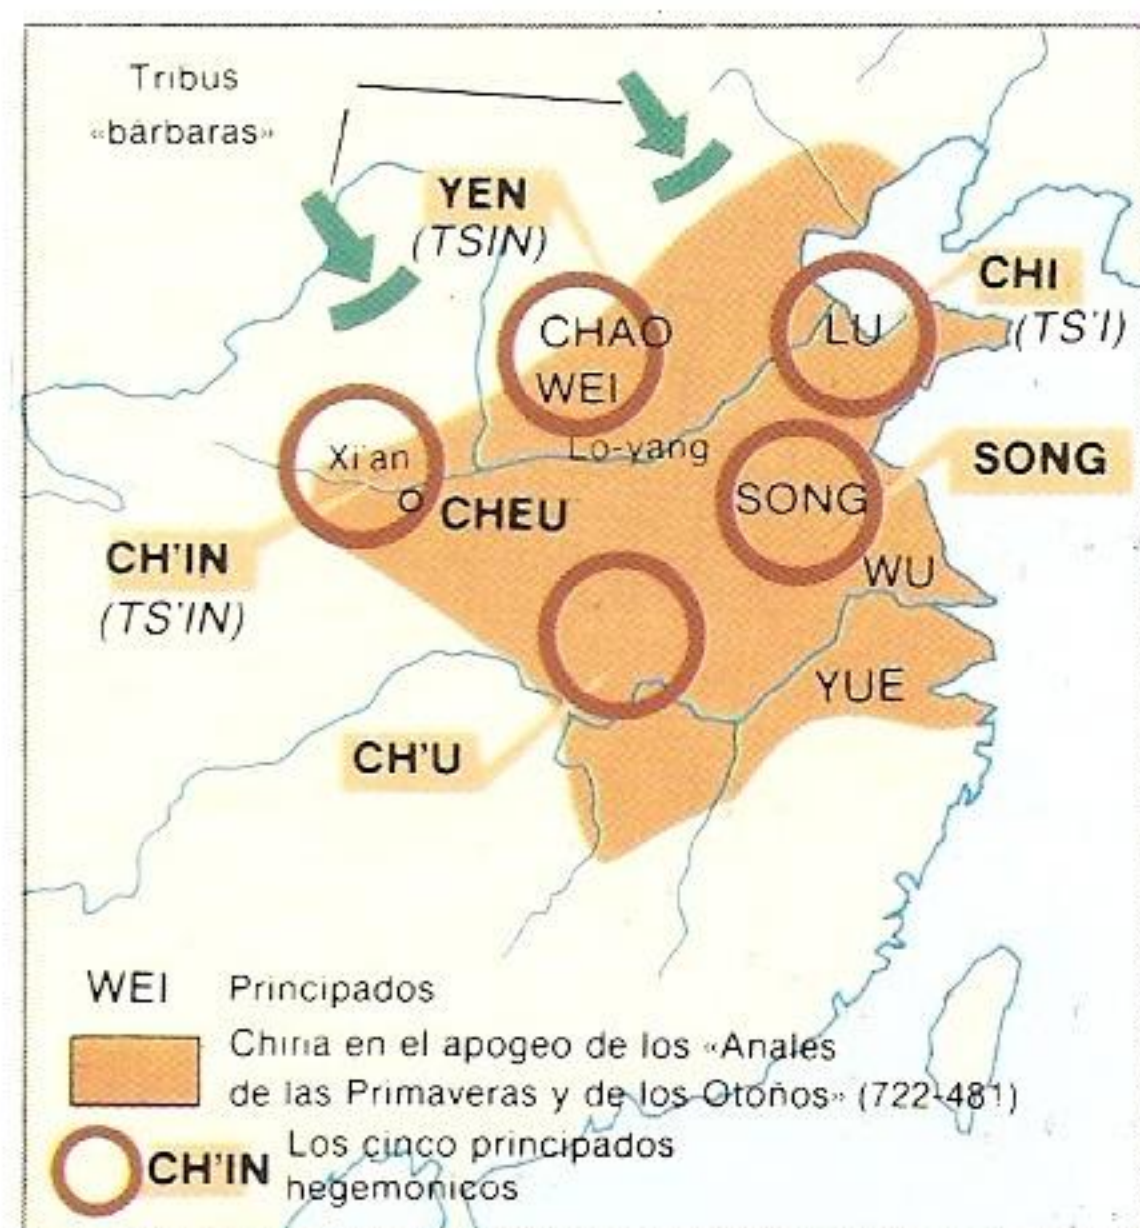 Tribus
«bárbaras»
YEN
(TSIN)
CHI
(TS'I)
CHAO
WEI
LU
Xi'an
Lo-yang
SONG
SONG
CHEU
CH'IN
(TS'IN)
WU
YUE
CH'U
WEI Principados
China en el apogeo de los «Anales
de las Primaveras y de los Otoños» (722-481)
CH'IN Los cinco principados
hegemónicos